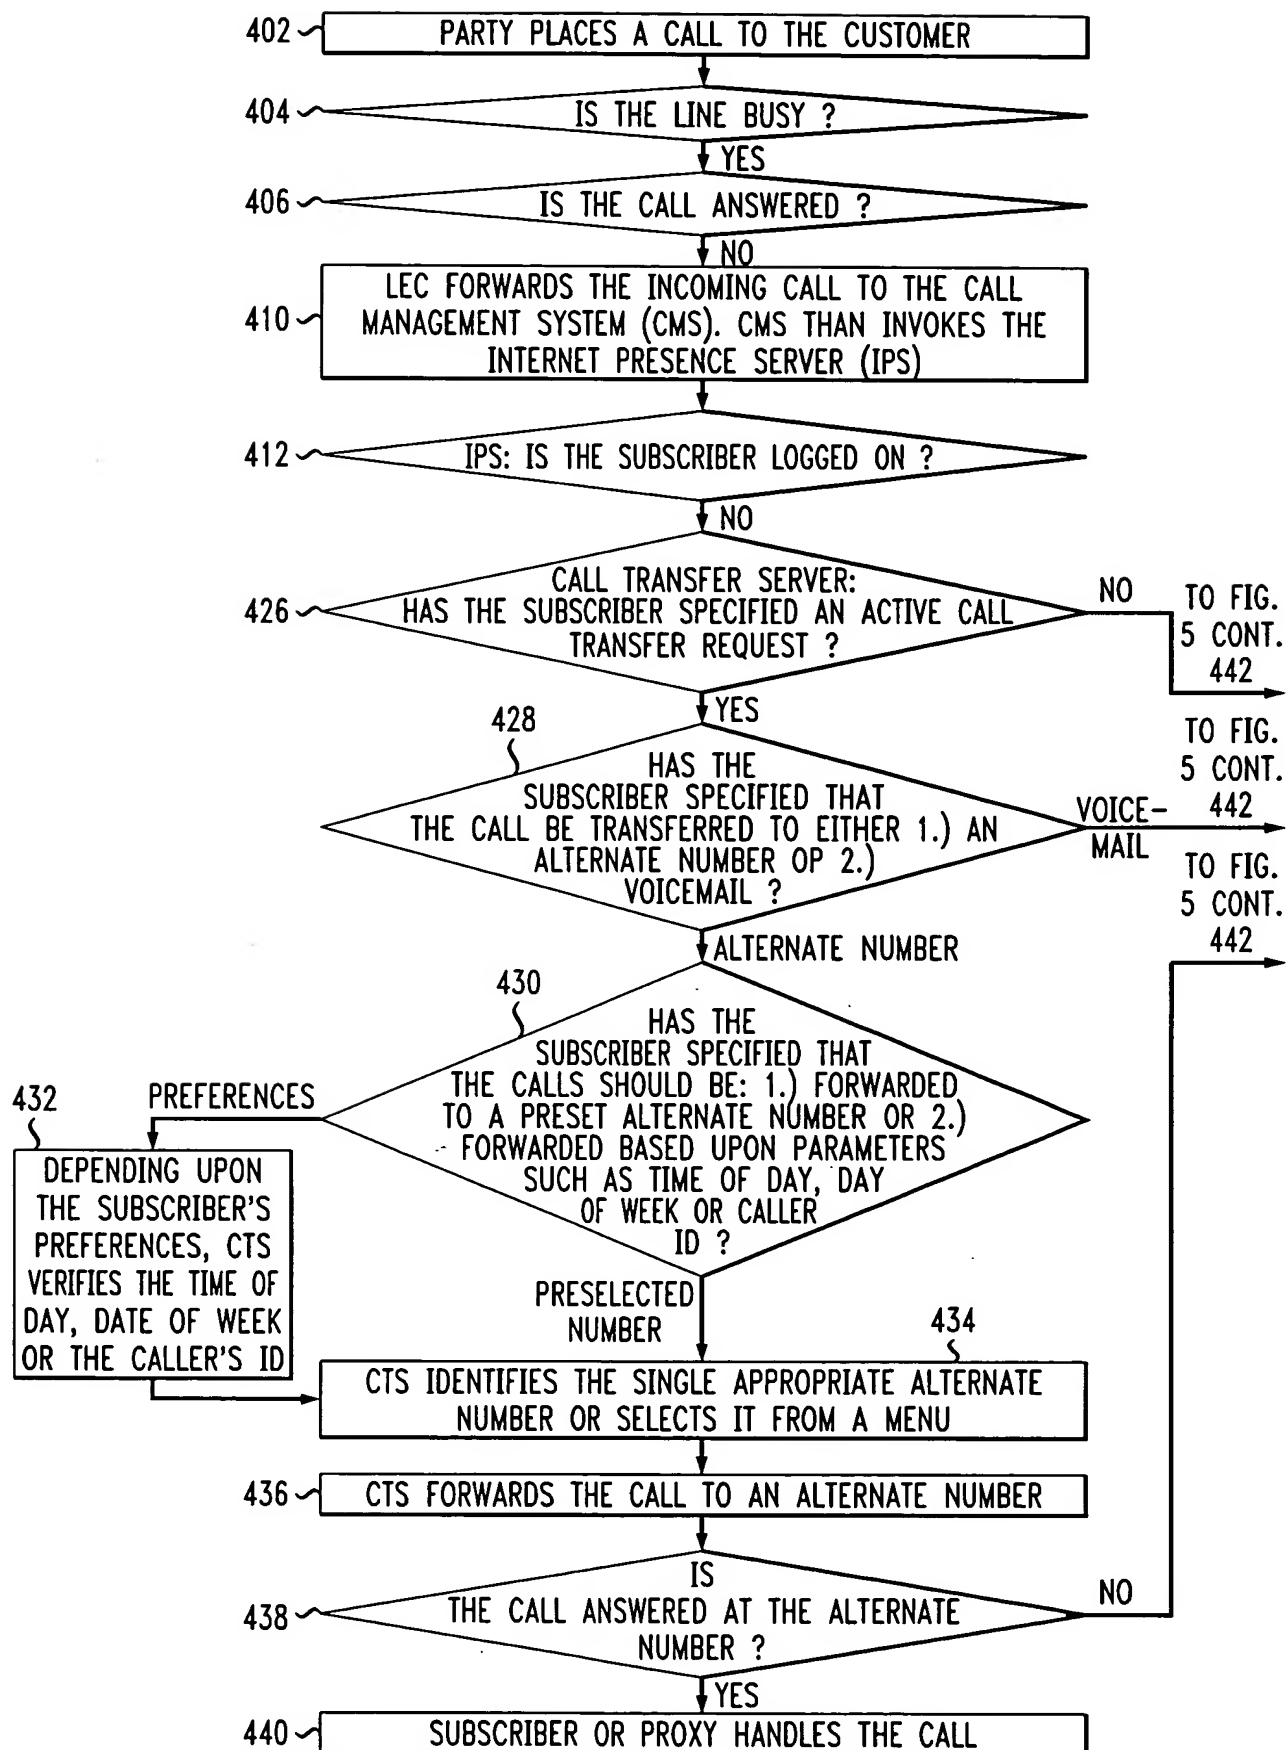 402
PARTY PLACES A CALL TO THE CUSTOMER
404
IS THE LINE BUSY ?
YES
406
IS THE CALL ANSWERED ?
NO
410
LEC FORWARDS THE INCOMING CALL TO THE CALL
MANAGEMENT SYSTEM (CMS). CMS THAN INVOKES THE
INTERNET PRESENCE SERVER (IPS)
412
IPS: IS THE SUBSCRIBER LOGGED ON ?
NO
426
CALL TRANSFER SERVER:
HAS THE SUBSCRIBER SPECIFIED AN ACTIVE CALL
TRANSFER REQUEST ?
NO
TO FIG.
5 CONT.
442
YES
428
HAS THE
SUBSCRIBER SPECIFIED THAT
THE CALL BE TRANSFERRED TO EITHER 1.) AN
ALTERNATE NUMBER OP 2.)
VOICEMAIL ?
VOICE-
MAIL
TO FIG.
5 CONT.
442
ALTERNATE NUMBER
TO FIG.
5 CONT.
442
430
HAS THE
SUBSCRIBER SPECIFIED THAT
THE CALLS SHOULD BE: 1.) FORWARDED
TO A PRESET ALTERNATE NUMBER OR 2.)
FORWARDED BASED UPON PARAMETERS
SUCH AS TIME OF DAY, DAY
OF WEEK OR CALLER
ID ?
PREFERENCES
432
DEPENDING UPON
THE SUBSCRIBER'S
PREFERENCES, CTS
VERIFIES THE TIME OF
DAY, DATE OF WEEK
OR THE CALLER'S ID
PRESELECTED
NUMBER
434
CTS IDENTIFIES THE SINGLE APPROPRIATE ALTERNATE
NUMBER OR SELECTS IT FROM A MENU
436
CTS FORWARDS THE CALL TO AN ALTERNATE NUMBER
438
IS
THE CALL ANSWERED AT THE ALTERNATE
NUMBER ?
NO
YES
440
SUBSCRIBER OR PROXY HANDLES THE CALL